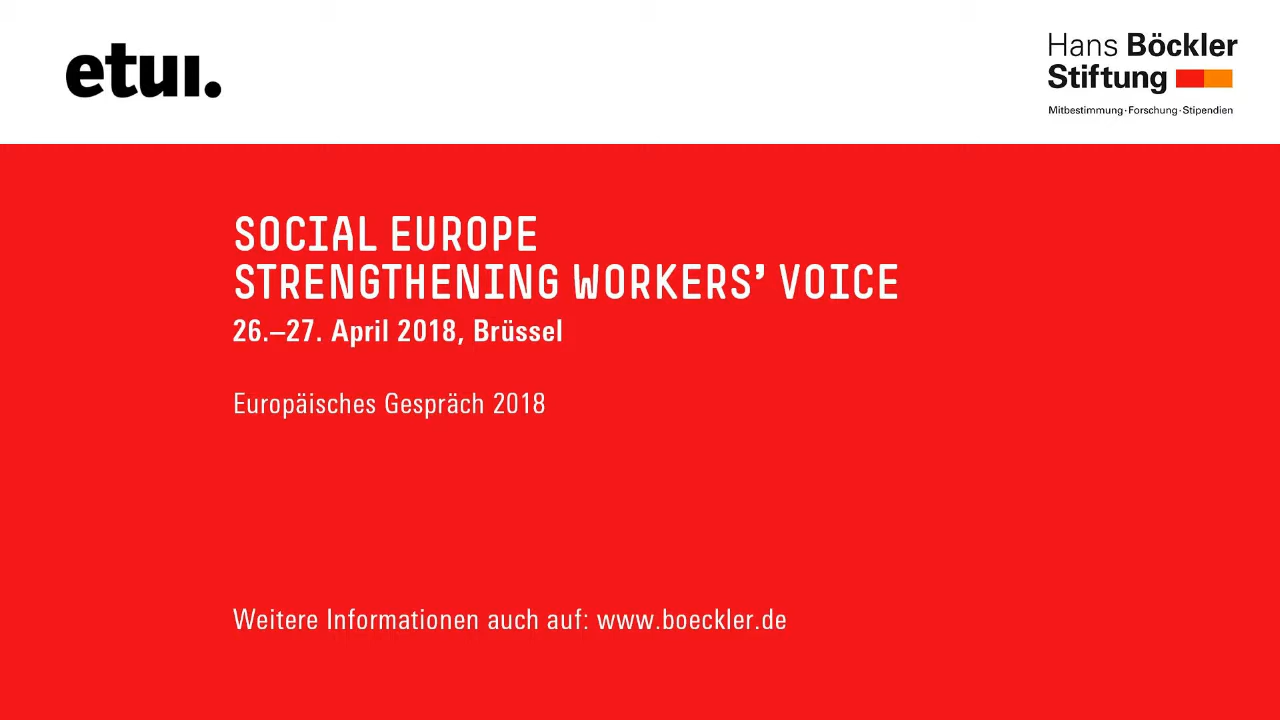 etui.
Hans Böckler
Stiftung
Mitbestimmung·Forschung·Stipendien
SOCIAL EUROPE
STRENGTHENING WORKERS’ VOICE
26.–27. April 2018, Brüssel
Europäisches Gespräch 2018
Weitere Informationen auch auf: www.boeckler.de